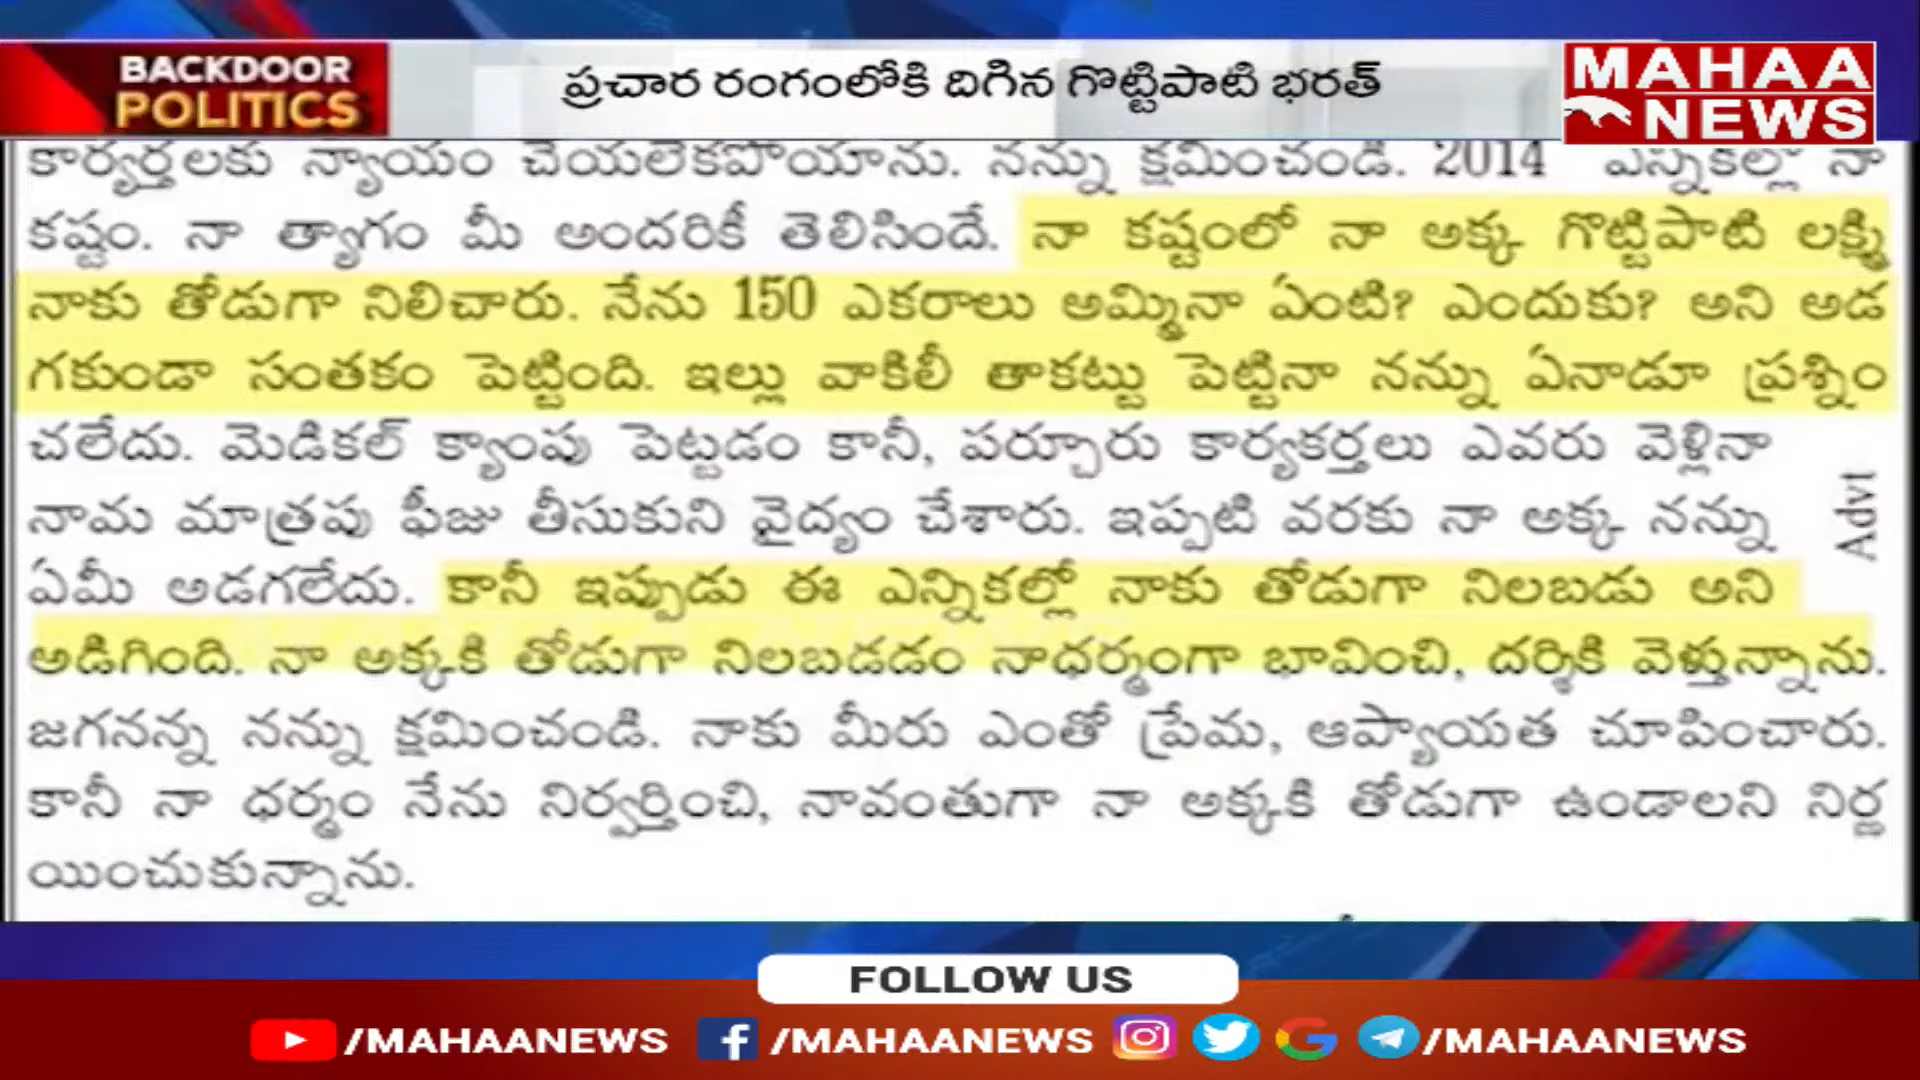 BACKDOOR
POLITICS
ప్రచార రంగంలోకి దిగిన గొట్టిపాటి భరత్
MAHAA
NEWS
కార్యర్తలకు న్యాయం చేయలేకపోయాను. నన్ను క్షమించండి. 2014 ఎన్నికల్లో నా
కష్టం. నా త్యాగం మీ అందరికీ తెలిసిందే. నా కష్టంలో నా అక్క గొట్టిపాటి లక్ష్మి
నాకు తోడుగా నిలిచారు. నేను 150 ఎకరాలు అమ్మినా ఏంటి? ఎందుకు? అని అడ
గకుండా సంతకం పెట్టింది. ఇల్లు వాకిలీ తాకట్టు పెట్టినా నన్ను ఏనాడూ ప్రశ్నిం
చలేదు. మెడికల్ క్యాంపు పెట్టడం కానీ, పర్చూరు కార్యకర్తలు ఎవరు వెళ్లినా
నామ మాత్రపు ఫీజు తీసుకుని వైద్యం చేశారు. ఇప్పటి వరకు నా అక్క నన్ను
ఏమీ అడగలేదు. కానీ ఇప్పుడు ఈ ఎన్నికల్లో నాకు తోడుగా నిలబడు అని
అడిగింది. నా అక్కకి తోడుగా నిలబడడం నాధర్మంగా భావించి, దర్శికి వెళ్తున్నాను.
జగనన్న నన్ను క్షమించండి. నాకు మీరు ఎంతో ప్రేమ, ఆప్యాయత చూపించారు.
కానీ నా ధర్మం నేను నిర్వర్తించి, నావంతుగా నా అక్కకి తోడుగా ఉండాలని నిర్ణ
యించుకున్నాను.
Advt
FOLLOW US
/MAHAANEWS /MAHAANEWS /MAHAANEWS